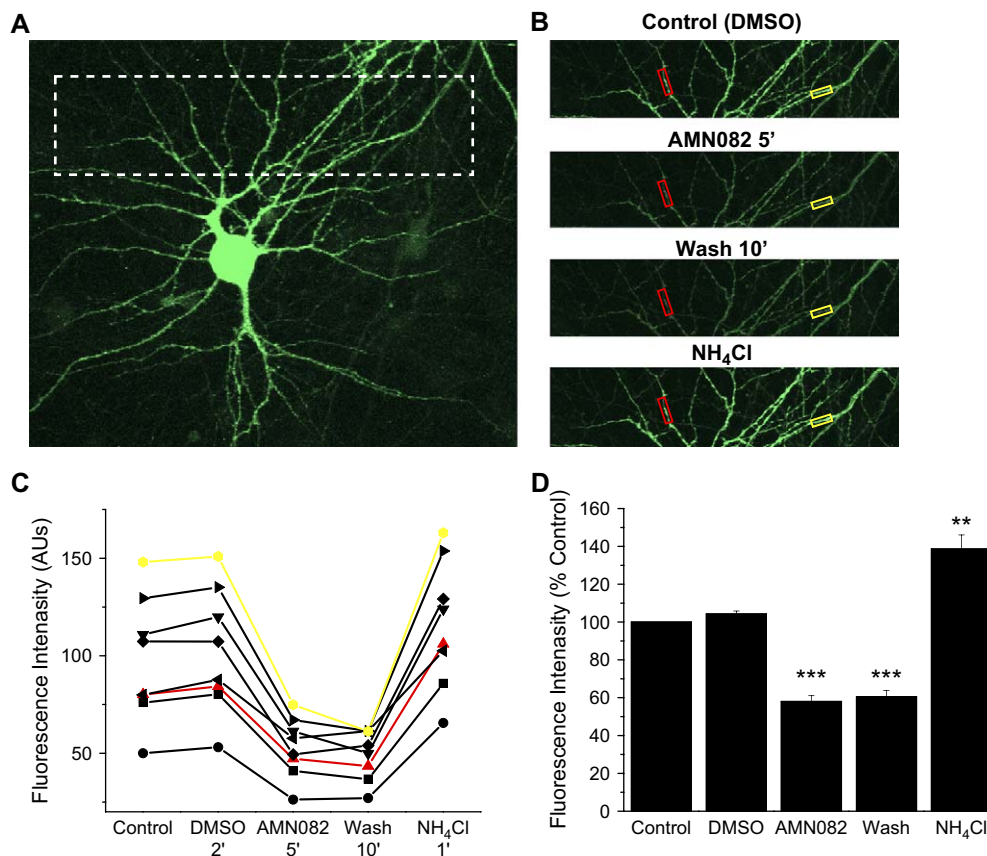 A
B
Control (DMSO)
AMN082 5’
Wash 10’
NH₄Cl
C
Fluorescence Intenasity (AUs)
150
100
50
Control DMSO AMN082 Wash NH₄Cl
2' 5' 10' 1'
D
Fluorescence Intenasity (% Control)
160
140
120
100
80
60
40
20
0
**
*** ***
Control DMSO AMN082 Wash NH₄Cl